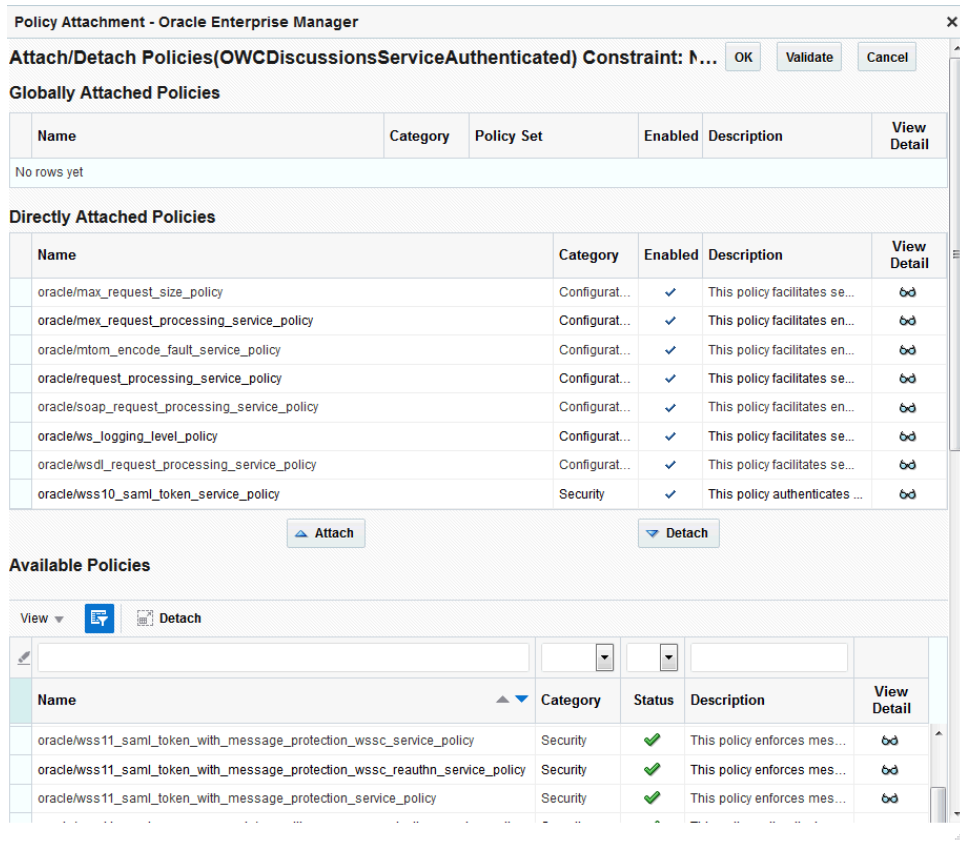 Policy Attachment - Oracle Enterprise Manager
Attach/Detach Policies(OWCDiscussionsServiceAuthenticated) Constraint: N... OK Validate Cancel
Globally Attached Policies
Name Category Policy Set Enabled Description View Detail
No rows yet
Directly Attached Policies
Name Category Enabled Description View Detail
oracle/max_request_size_policy Configurat... This policy facilitates se...
oracle/mex_request_processing_service_policy Configurat... This policy facilitates en...
oracle/mtom_encode_fault_service_policy Configurat... This policy facilitates en...
oracle/request_processing_service_policy Configurat... This policy facilitates se...
oracle/soap_request_processing_service_policy Configurat... This policy facilitates en...
oracle/ws_logging_level_policy Configurat... This policy facilitates se...
oracle/wsdl_request_processing_service_policy Configurat... This policy facilitates se...
oracle/wss10_saml_token_service_policy Security This policy authenticates ...
Attach Detach
Available Policies
View Detach
Name Category Status Description View Detail
oracle/wss11_saml_token_with_message_protection_wssc_service_policy Security This policy enforces mes...
oracle/wss11_saml_token_with_message_protection_wssc_reauthn_service_policy Security This policy enforces mes...
oracle/wss11_saml_token_with_message_protection_service_policy Security This policy enforces mes...